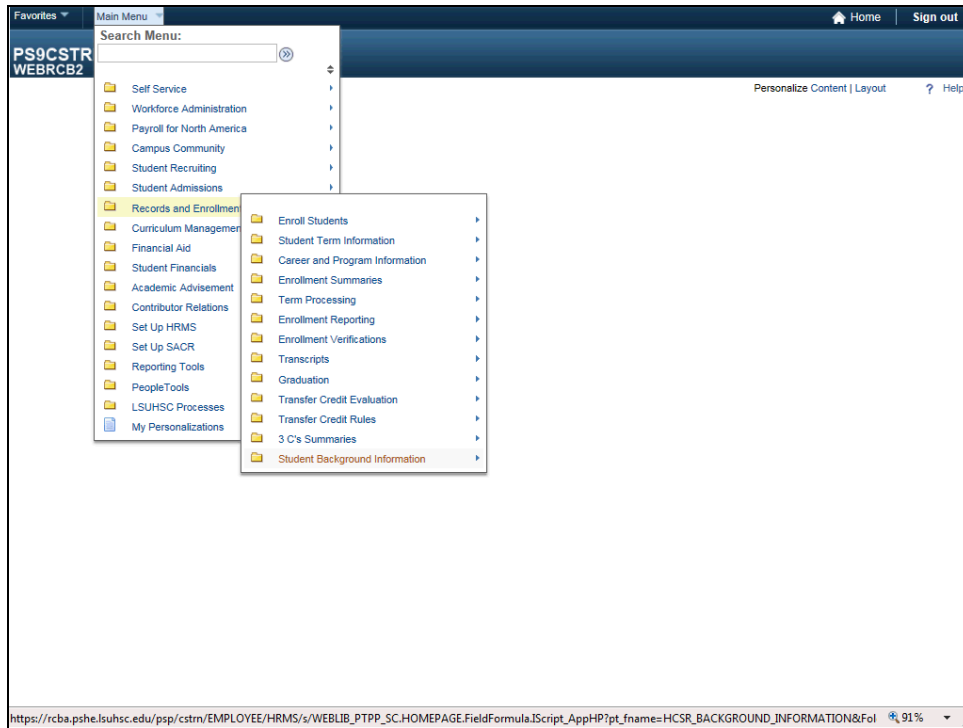 Favorites Main Menu Home Sign out
Search Menu:
PS9CSTR
WEBRCB2
Personalize Content | Layout ? Help
Self Service
Workforce Administration
Payroll for North America
Campus Community
Student Recruiting
Student Admissions
Records and Enrollment
Curriculum Managemen
Financial Aid
Student Financials
Academic Advisement
Contributor Relations
Set Up HRMS
Set Up SACR
Reporting Tools
PeopleTools
LSUHSC Processes
My Personalizations
Enroll Students
Student Term Information
Career and Program Information
Enrollment Summaries
Term Processing
Enrollment Reporting
Enrollment Verifications
Transcripts
Graduation
Transfer Credit Evaluation
Transfer Credit Rules
3 C's Summaries
Student Background Information
https://rcba.pshe.lsuhsc.edu/psp/cstrn/EMPLOYEE/HRMS/s/WEBLIB_PTPP_SC.HOMEPAGE.FieldFormula.IScript_AppHP?pt_fname=HCSR_BACKGROUND_INFORMATION&Fol 91%